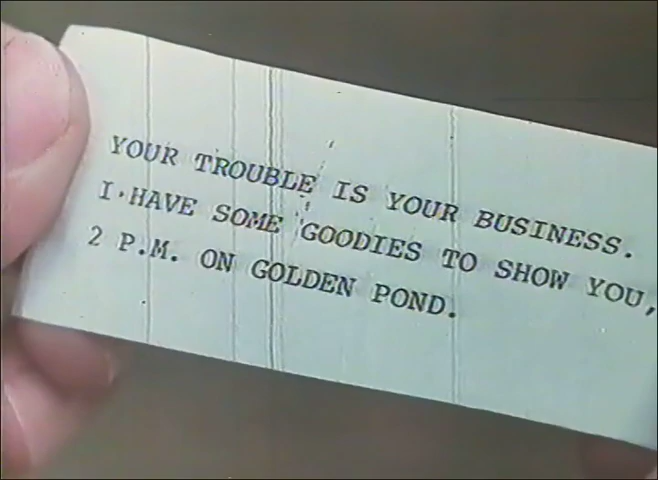 YOUR TROUBLE IS YOUR BUSINESS.
I HAVE SOME GOODIES TO SHOW YOU,
2 P.M. ON GOLDEN POND.